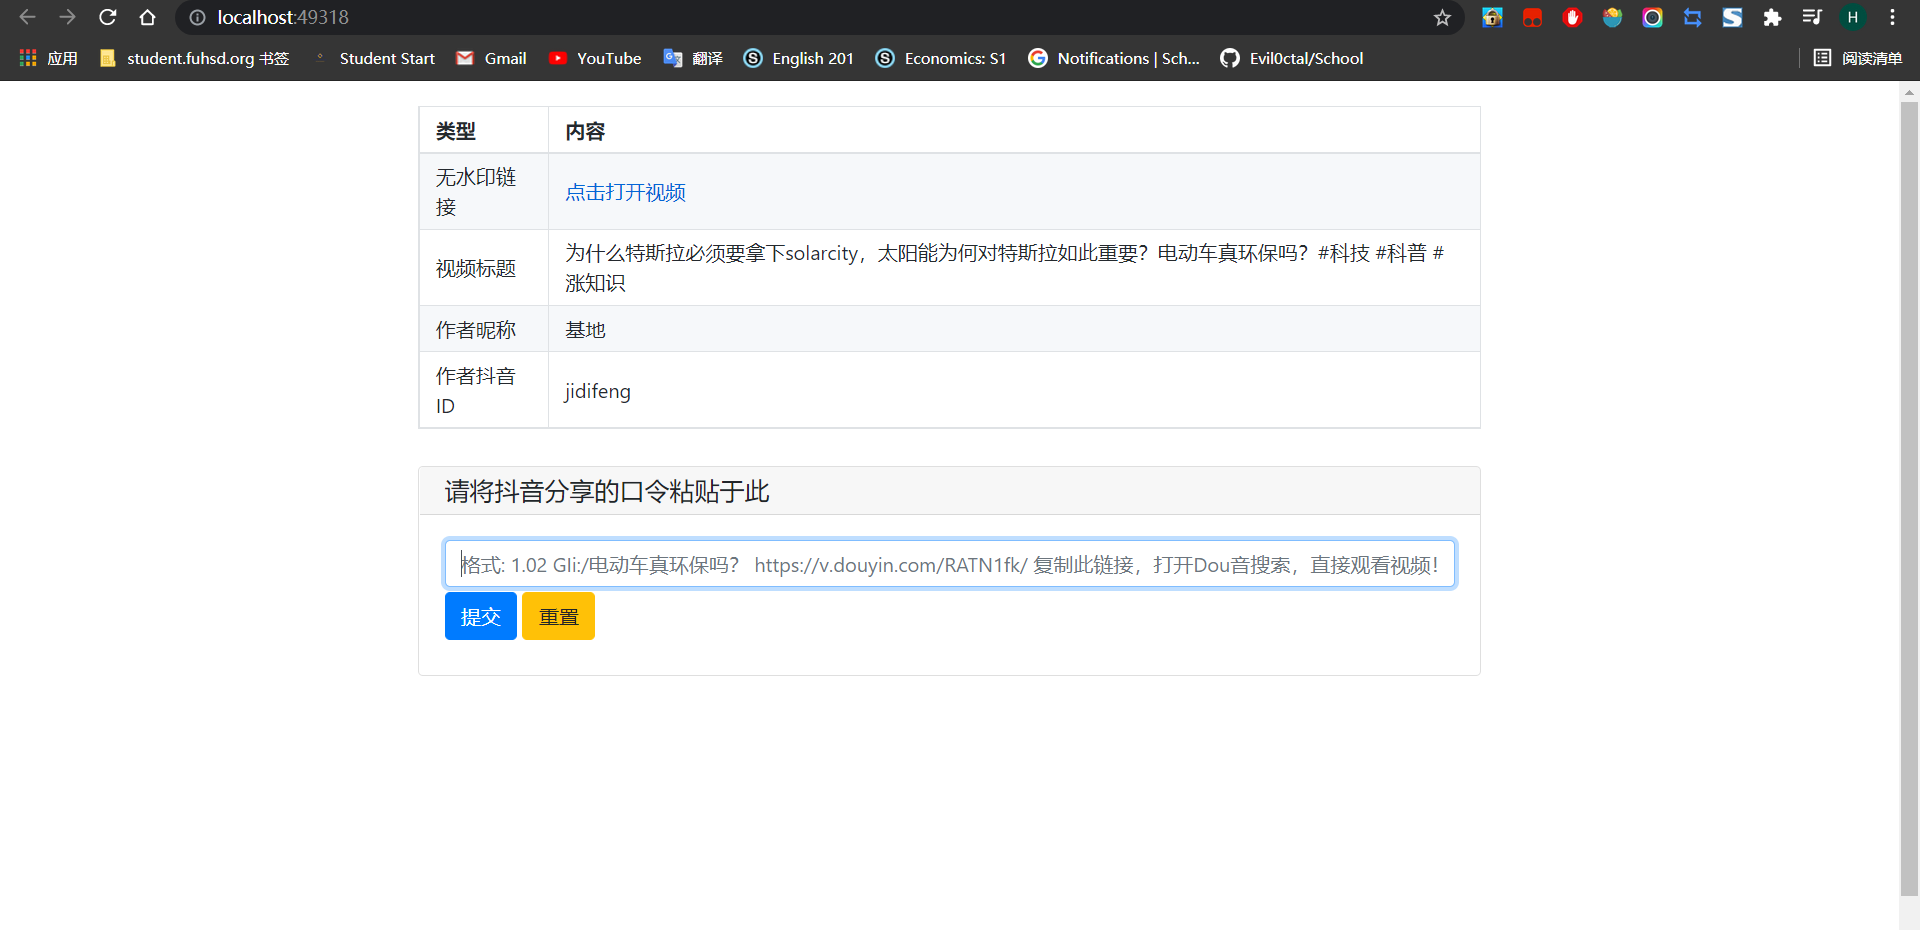 localhost:49318
H
应用 student.fuhsd.org 书签 Student Start Gmail YouTube 翻译 English 201 Economics: S1 Notifications | Sch... Evil0ctal/School 阅读清单
类型 内容
无水印链
接
点击打开视频
视频标题
为什么特斯拉必须要拿下solarcity，太阳能为何对特斯拉如此重要？电动车真环保吗？#科技 #科普 #
涨知识
作者昵称 基地
作者抖音
ID
jidifeng
请将抖音分享的口令粘贴于此
格式: 1.02 GIi:/电动车真环保吗？ https://v.douyin.com/RATN1fk/ 复制此链接，打开Dou音搜索，直接观看视频！
提交 重置